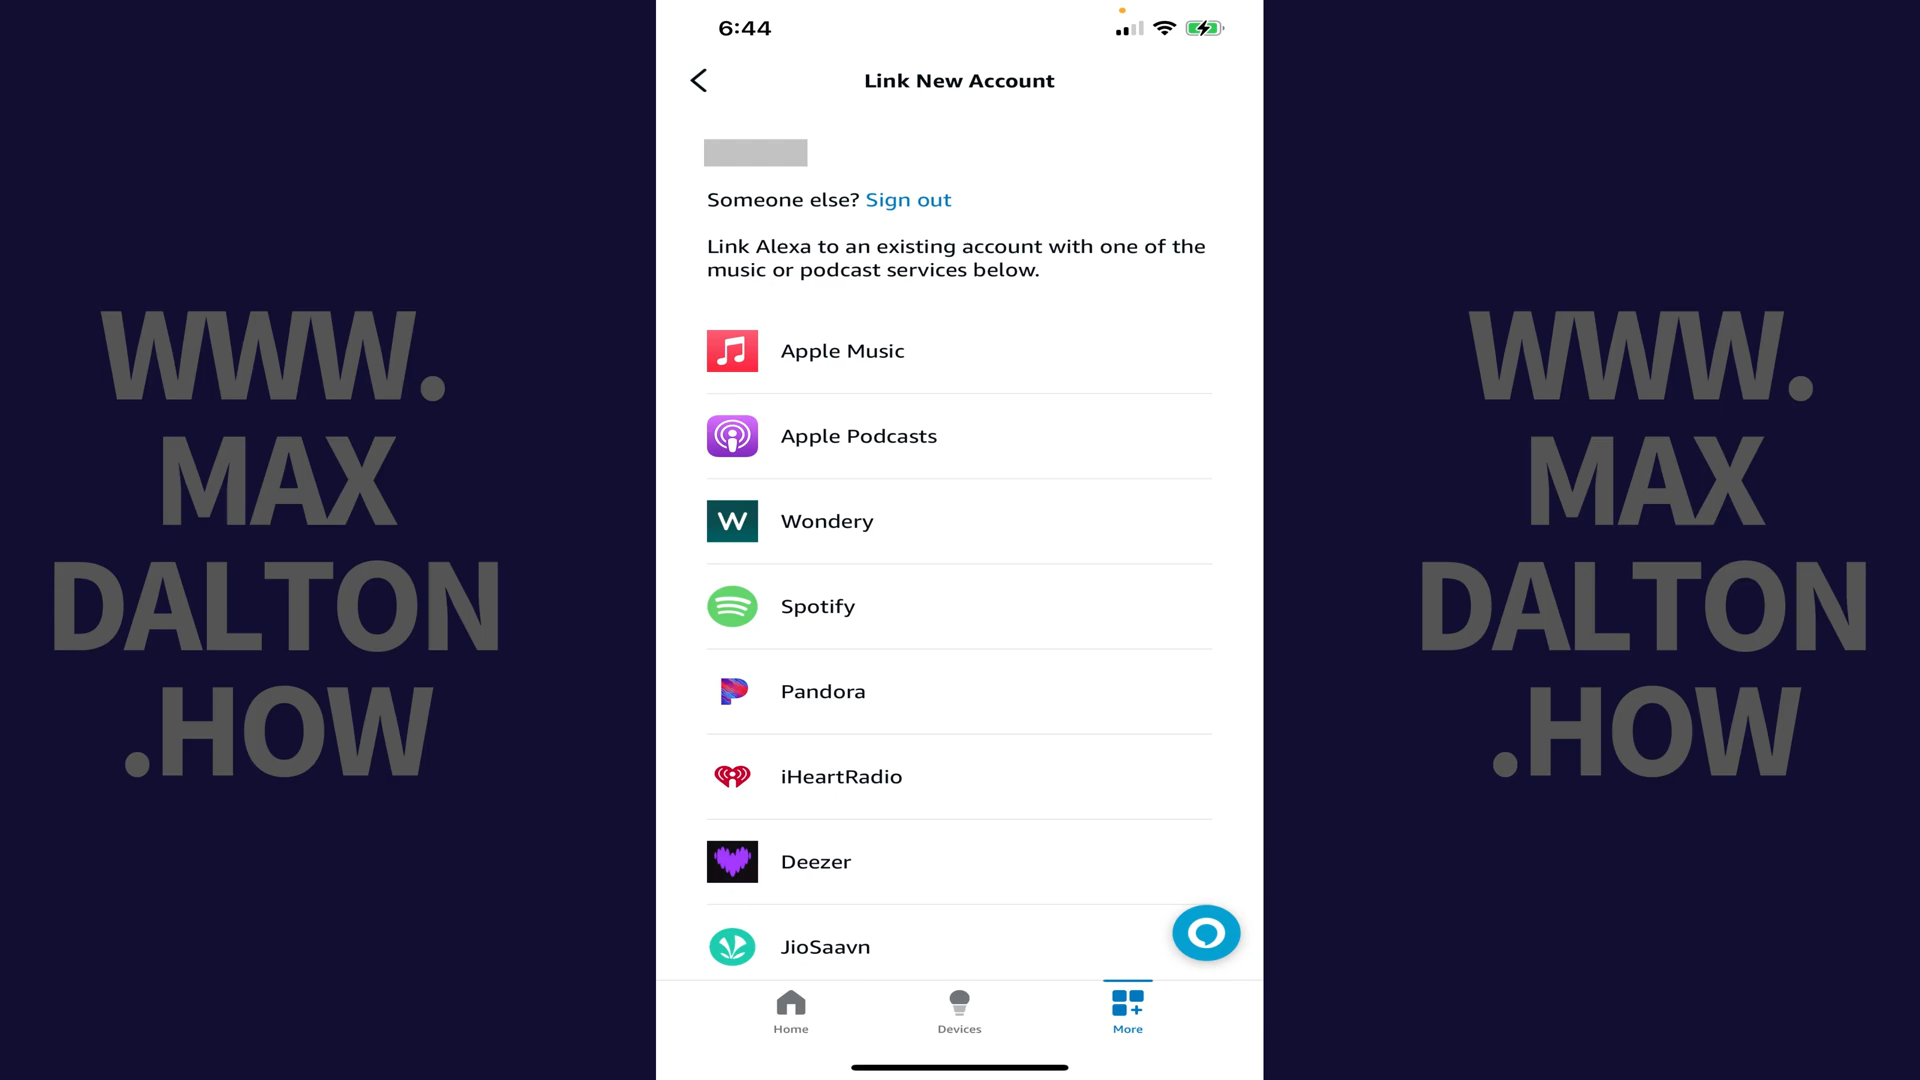 WWW.
MAX
DALTON
.HOW
6:44
Link New Account
Someone else? Sign out
Link Alexa to an existing account with one of the
music or podcast services below.
Apple Music
Apple Podcasts
W
Wondery
Spotify
Pandora
iHeartRadio
Deezer
JioSaavn
Home
Devices
More
WWW.
MAX
DALTON
.HOW